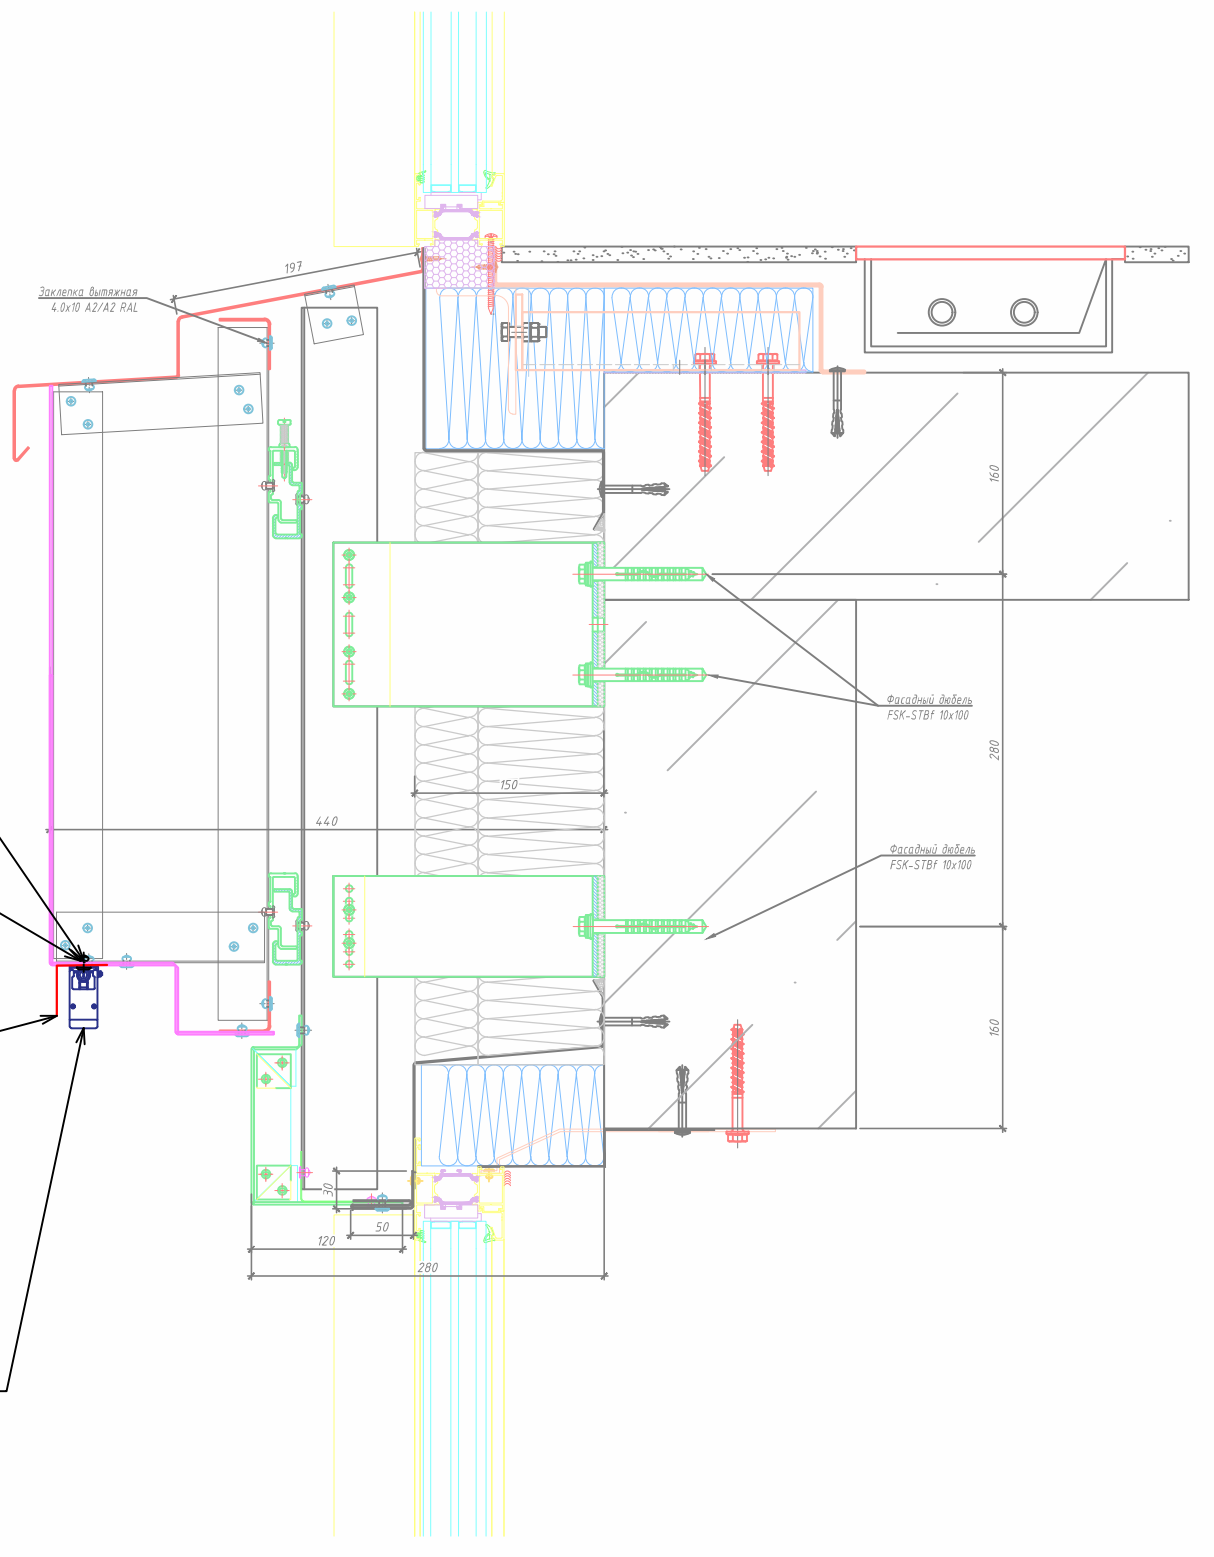 197
Заклепка вытяжная
4.0х10 А2/А2 RAL
160
Фасадный дюбель
FSK-STBf 10х100
280
150
440
Фасадный дюбель
FSK-STBf 10х100
160
30
50
120
280